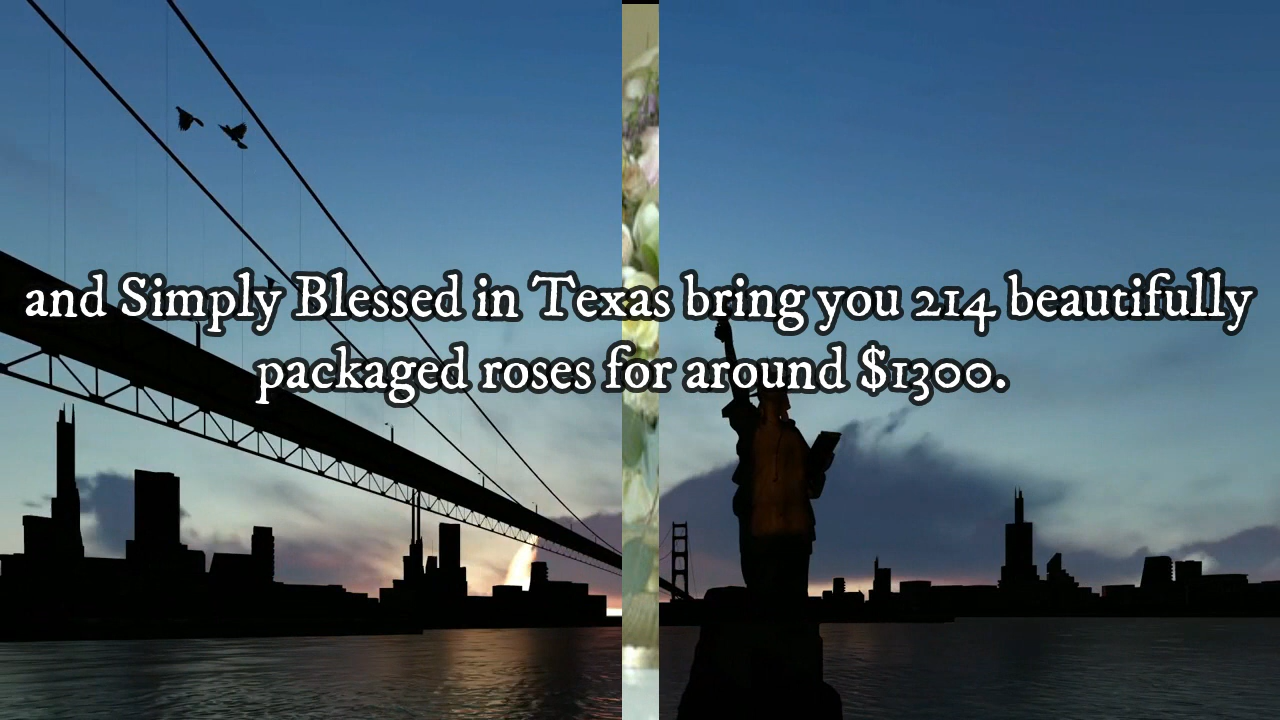 and Simply Blessed in Texas bring you 214 beautifully
packaged roses for around $1300.